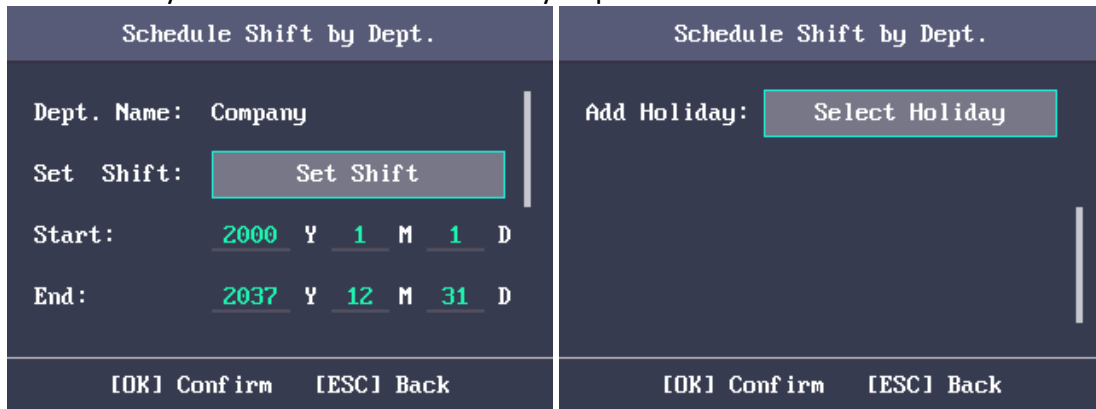 Schedule Shift by Dept.
Dept. Name: Company
Set Shift: Set Shift
Start: 2000 Y 1 M 1 D
End: 2037 Y 12 M 31 D
[OK] Confirm [ESC] Back
Schedule Shift by Dept.
Add Holiday: Select Holiday
[OK] Confirm [ESC] Back